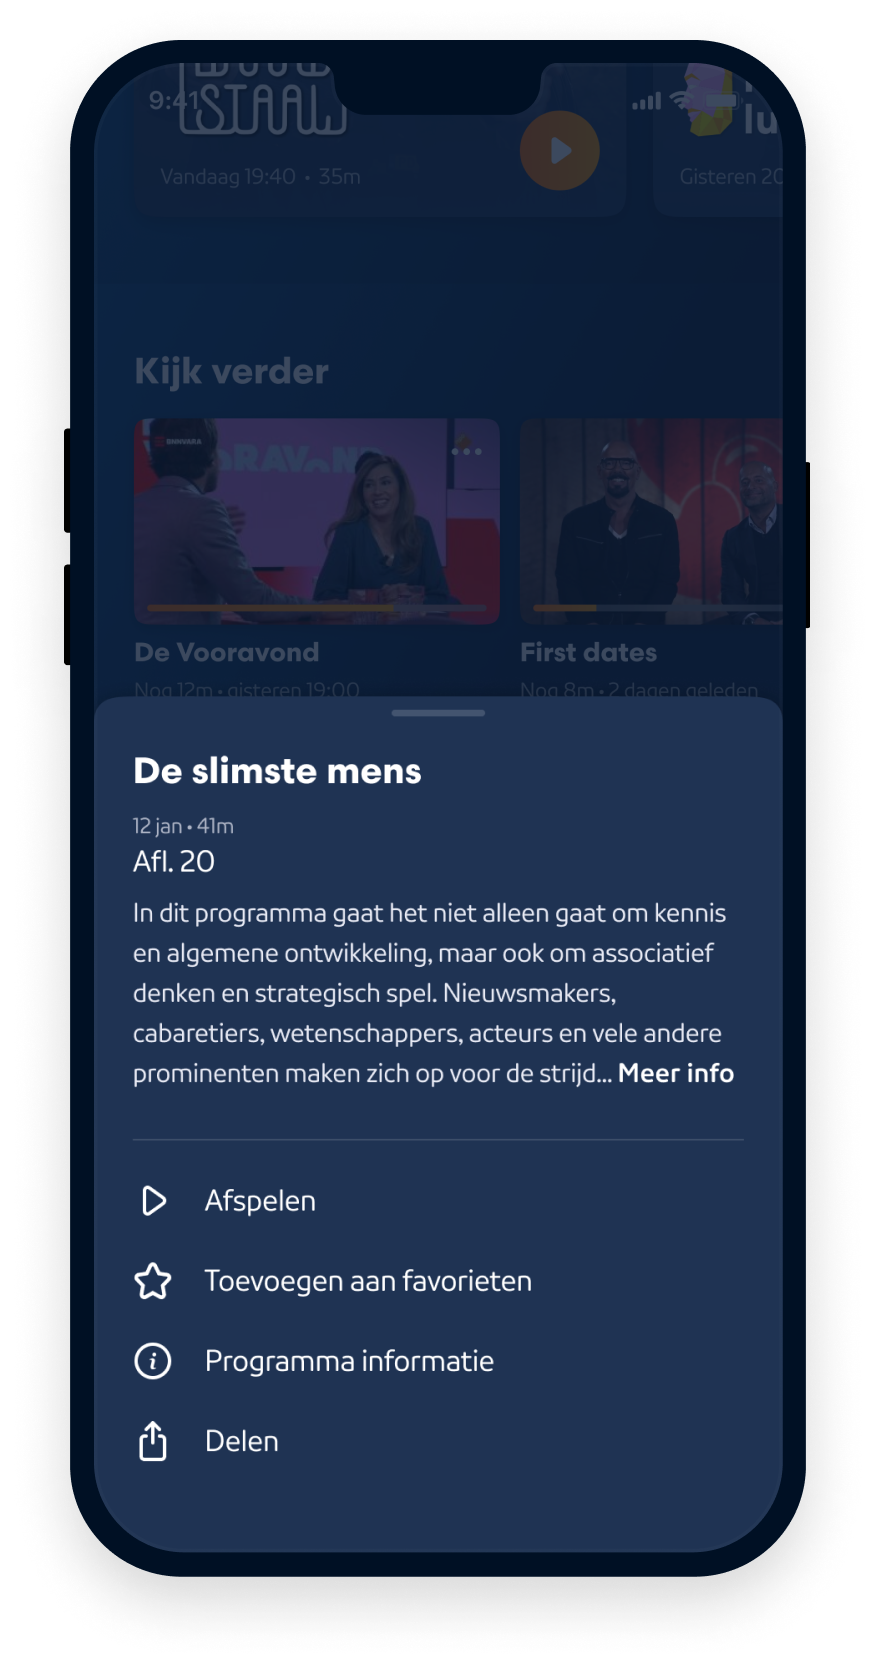 9:41
STAAL
Vandaag 19:40 • 35m
Gisteren 20
lu
Kijk verder
BNNVARA
De Vooravond
First dates
Nog 12m • gisteren 19:00
Nog 8m • 2 dagen geleden
De slimste mens
12 jan • 41m
Afl. 20
In dit programma gaat het niet alleen gaat om kennis
en algemene ontwikkeling, maar ook om associatief
denken en strategisch spel. Nieuwsmakers,
cabaretiers, wetenschappers, acteurs en vele andere
prominenten maken zich op voor de strijd... Meer info
Afspelen
Toevoegen aan favorieten
Programma informatie
Delen